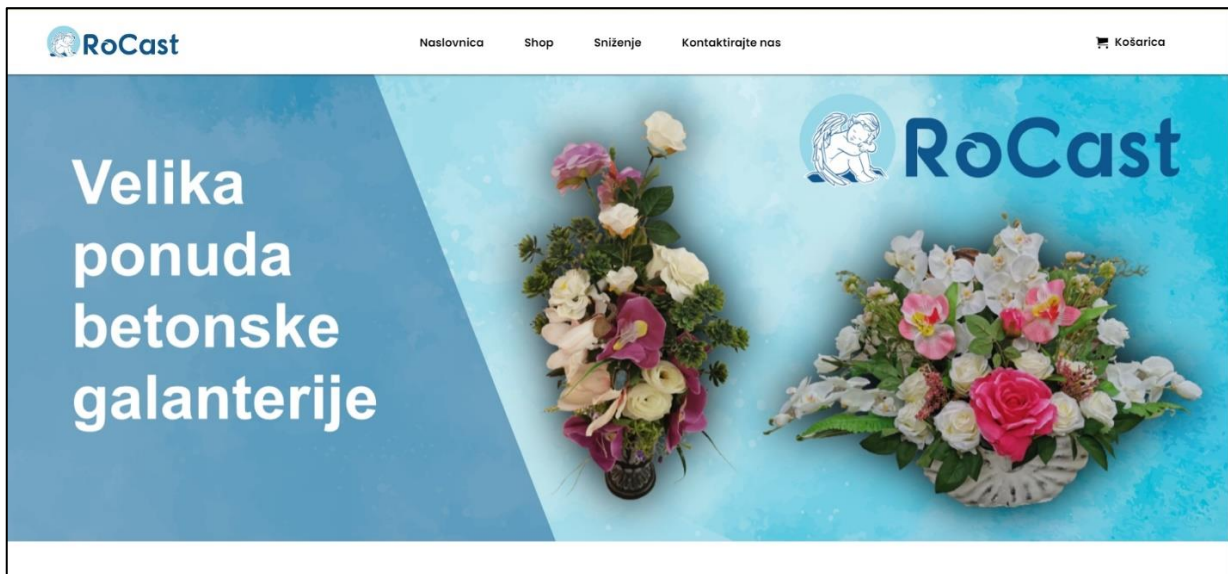 RoCast
Naslovnica Shop Sniženje Kontaktirajte nas
Košarica
RoCast
Velika
ponuda
betonske
galanterije